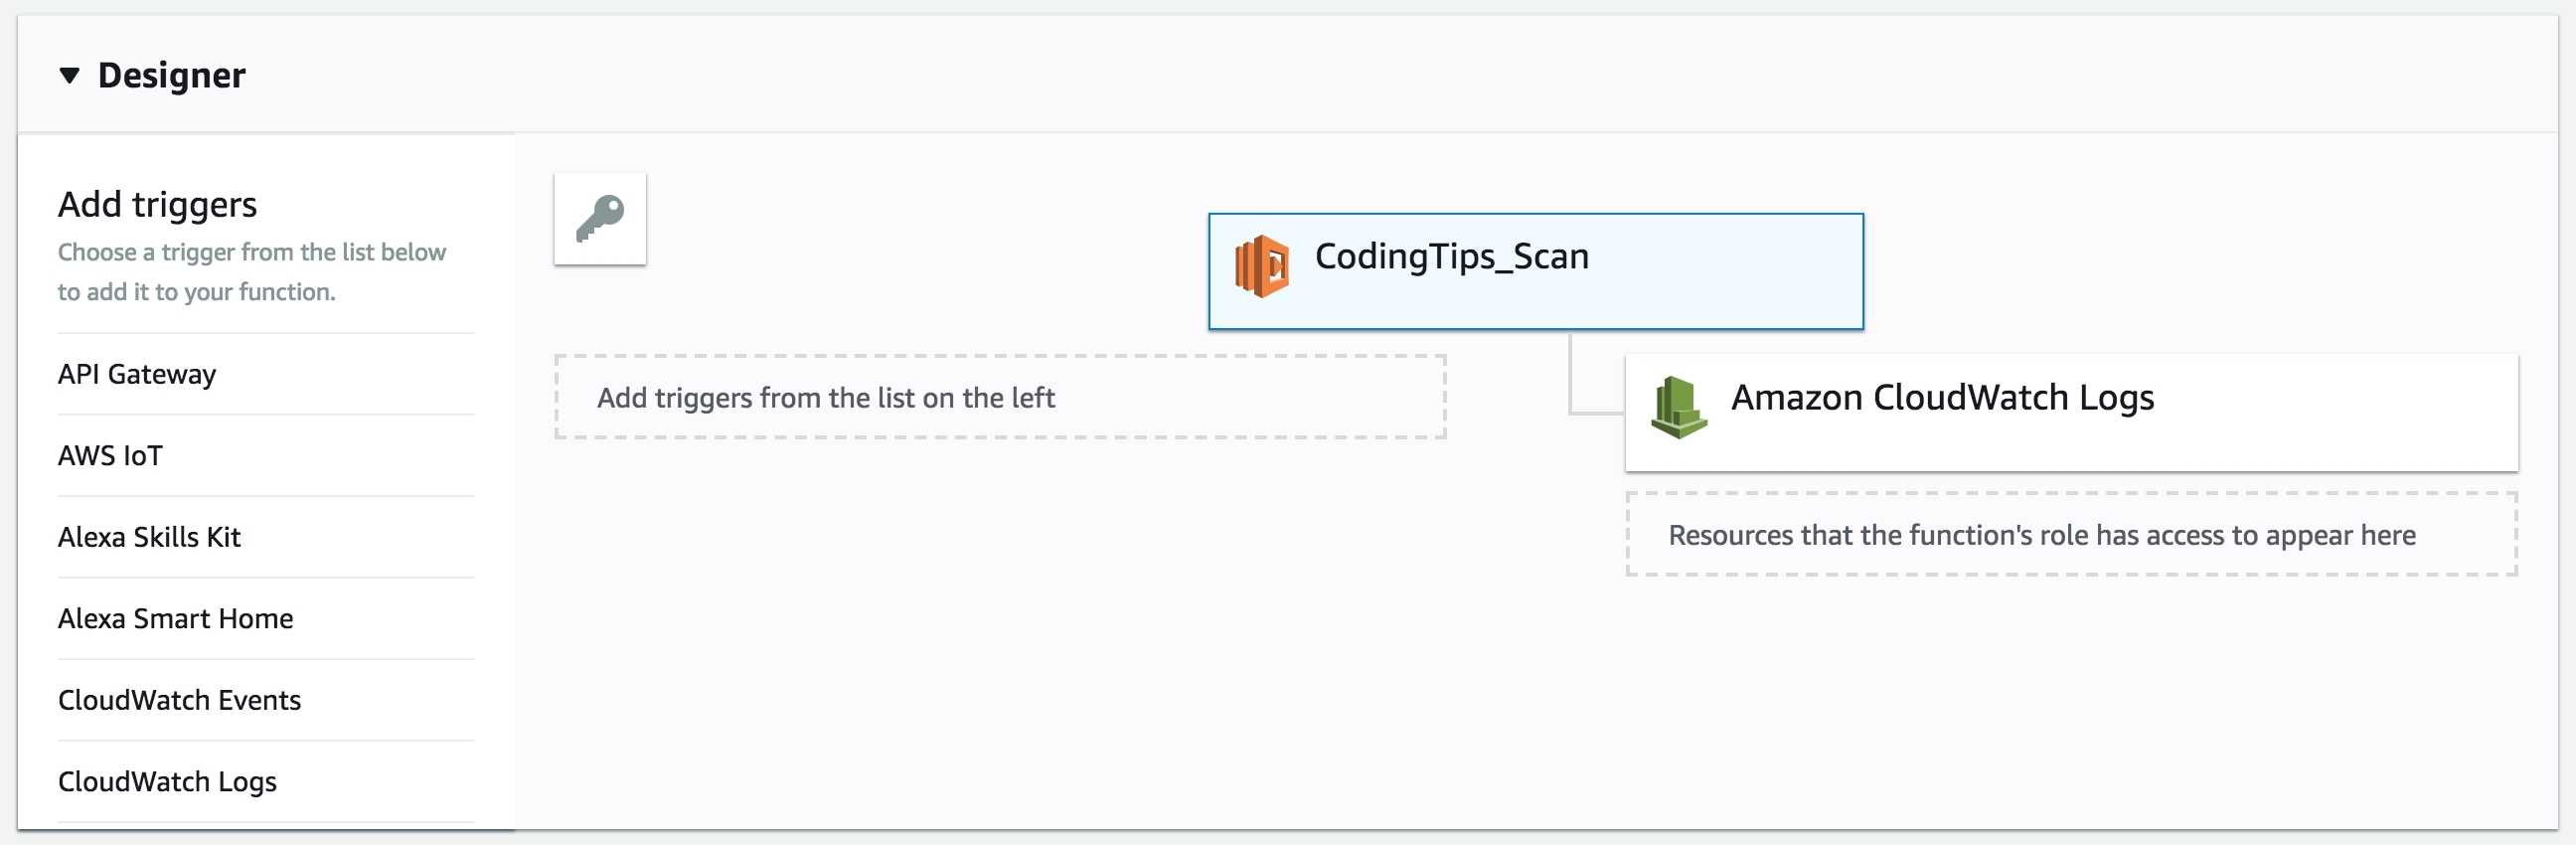 Designer
Add triggers
Choose a trigger from the list below
to add it to your function.
API Gateway
AWS IoT
Alexa Skills Kit
Alexa Smart Home
CloudWatch Events
CloudWatch Logs
CodingTips_Scan
Add triggers from the list on the left
Amazon CloudWatch Logs
Resources that the function's role has access to appear here